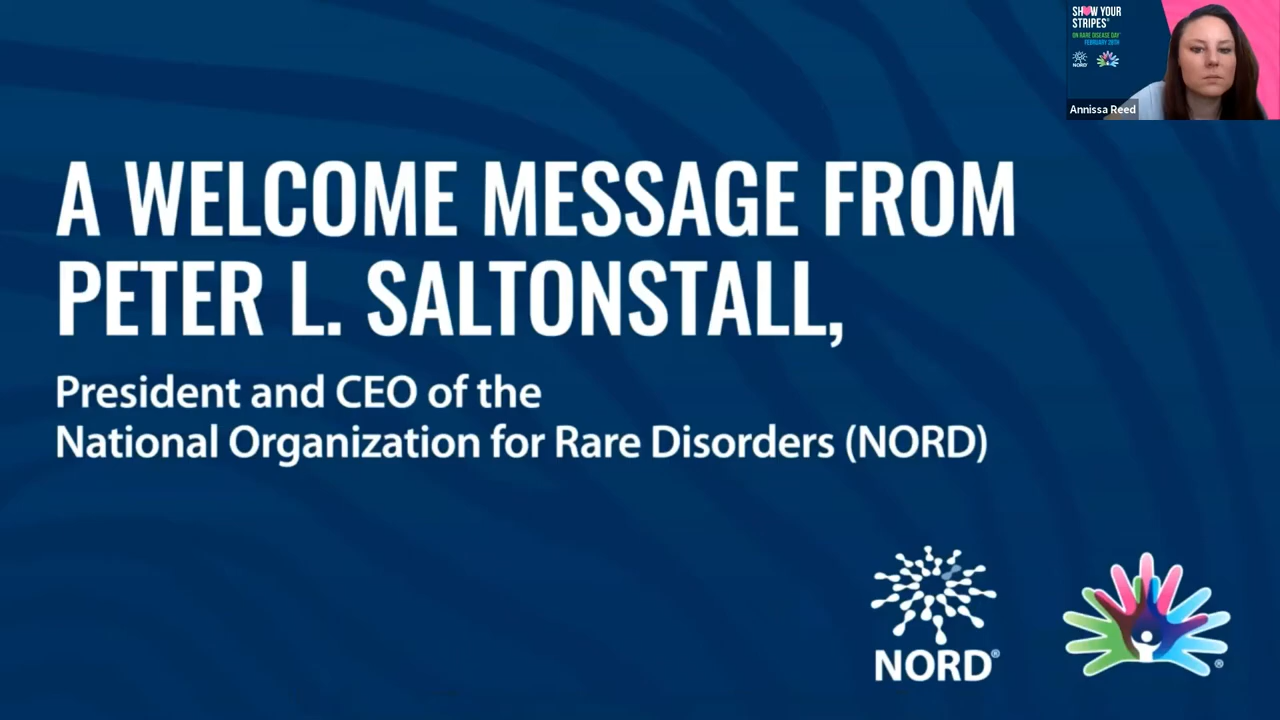 SHOW YOUR
STRIPES®
ON RARE DISEASE DAY®
FEBRUARY 28TH
NORD
Annissa Reed
A WELCOME MESSAGE FROM
PETER L. SALTONSTALL,
President and CEO of the
National Organization for Rare Disorders (NORD)
NORD®
®